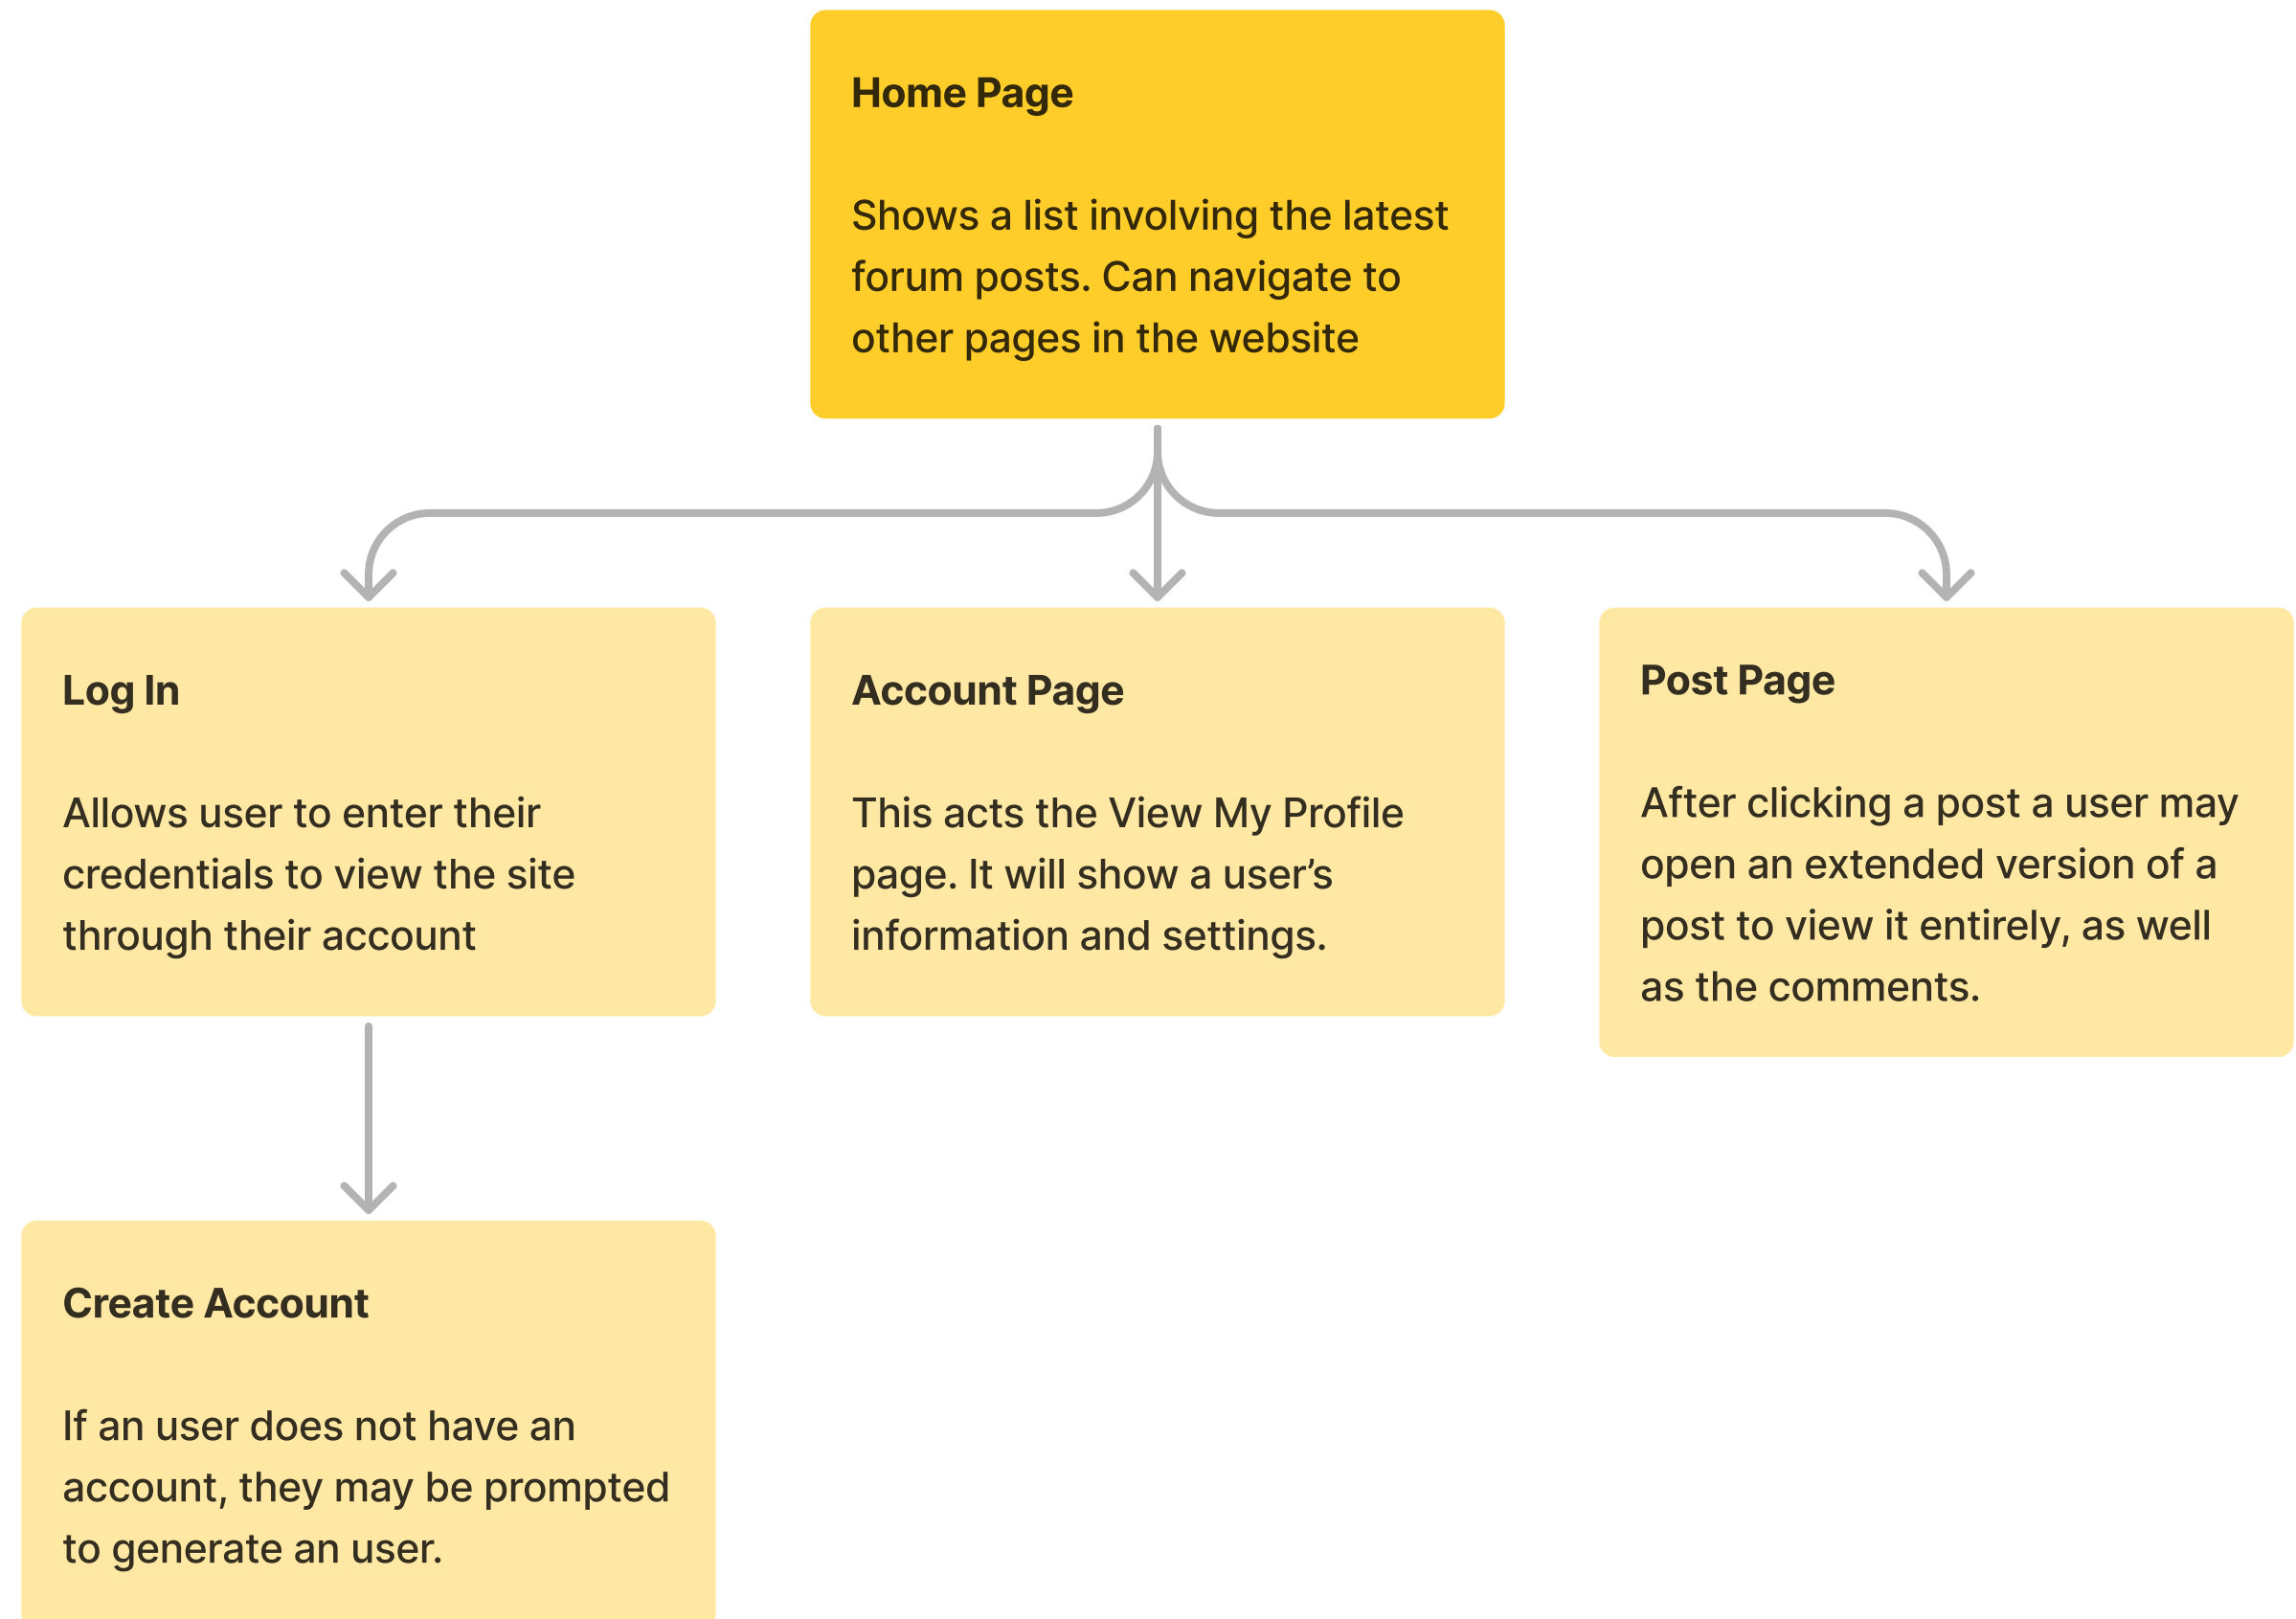 Home Page
Shows a list involving the latest
forum posts. Can navigate to
other pages in the website
Log In
Allows user to enter their
credentials to view the site
through their account
Account Page
This acts the View My Profile
page. It will show a user’s
information and settings.
Post Page
After clicking a post a user may
open an extended version of a
post to view it entirely, as well
as the comments.
Create Account
If an user does not have an
account, they may be prompted
to generate an user.